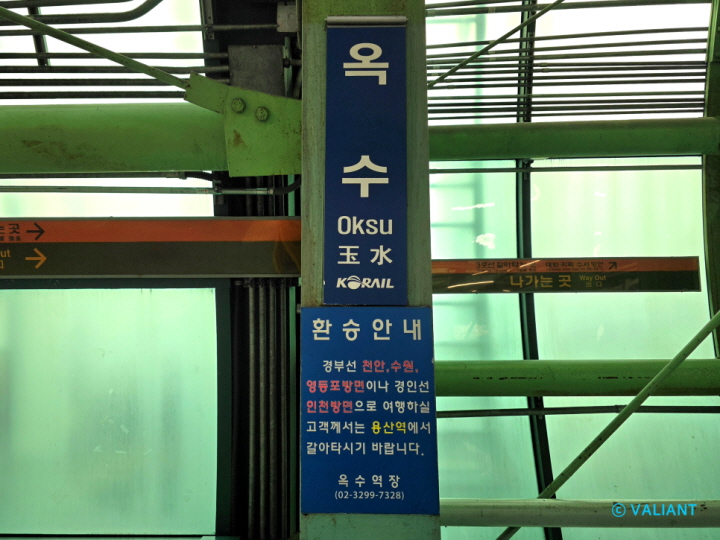 옥
수
Oksu
玉水
KORAIL
환승안내
경부선 천안,수원,
영등포방면이나 경인선
인천방면으로 여행하실
고객께서는 용산역에서
갈아타시기 바랍니다.
옥수역장
(02-3299-7328)
는곳 →
out →
나가는 곳 Way Out
© VALIANT